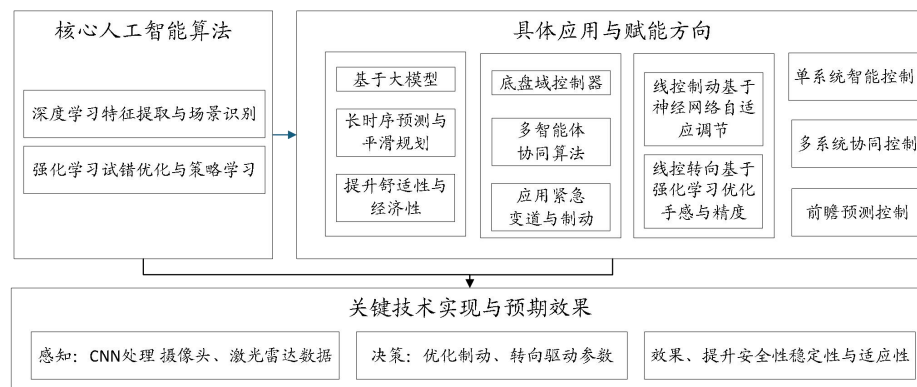 核心人工智能算法
深度学习特征提取与场景识别
强化学习试错优化与策略学习
具体应用与赋能方向
基于大模型
长时序预测与
平滑规划
提升舒适性与
经济性
底盘域控制器
多智能体
协同算法
应用紧急
变道与制动
线控制动基于
神经网络自适
应调节
线控转向基于
强化学习优化
手感与精度
单系统智能控制
多系统协同控制
前瞻预测控制
关键技术实现与预期效果
感知：CNN处理 摄像头、激光雷达数据
决策：优化制动、转向驱动参数
效果、提升安全性稳定性与适应性